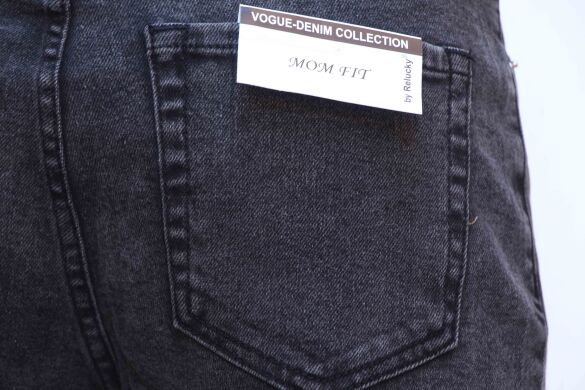 VOGUE-DENIM COLLECTION
MOM FIT
by Relucky